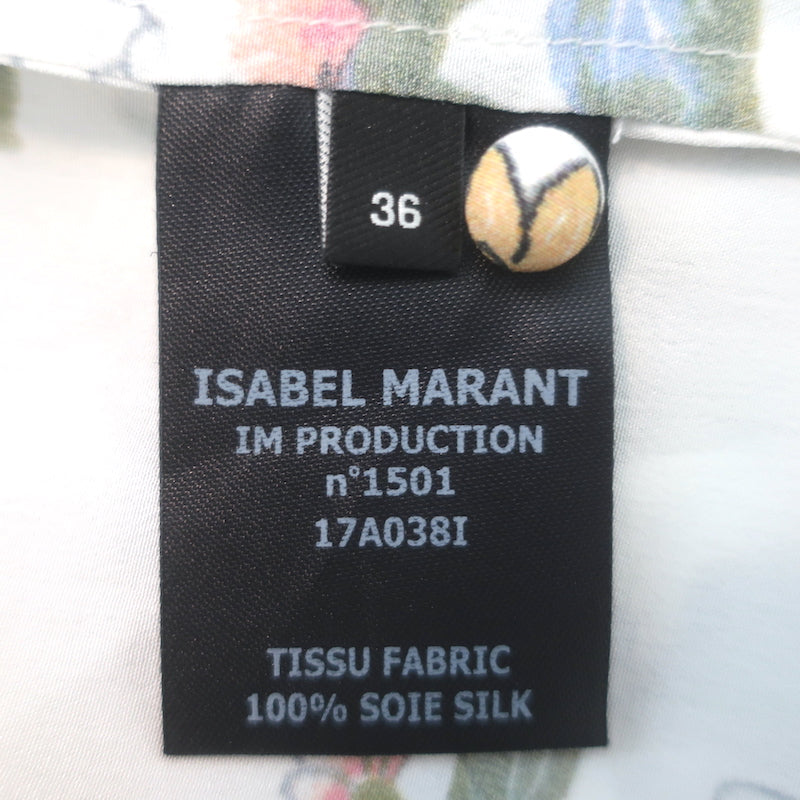 36
ISABEL MARANT
IM PRODUCTION
n°1501
17A038I
TISSU FABRIC
100% SOIE SILK